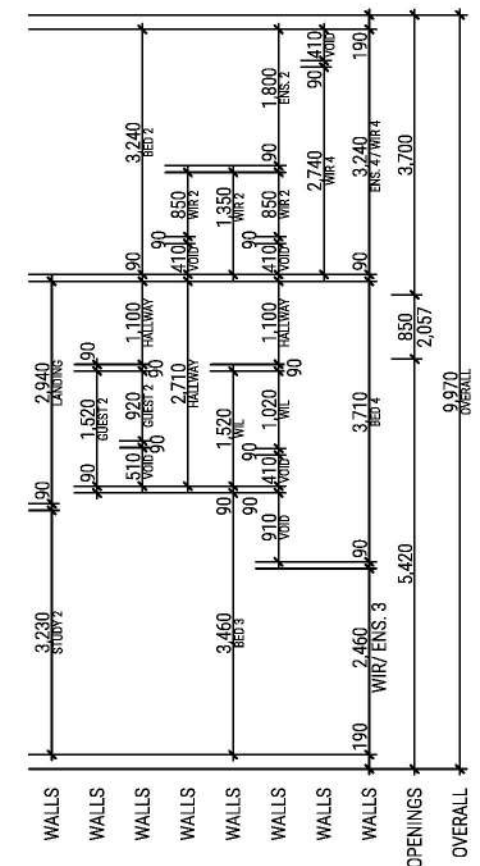 WALLS 3,230 90 2,940
STUDY 2 LANDING
WALLS 90 1,520 90
GUEST 2
WALLS 510 920 1,100 90 3,240
VOID GUEST 2 HALLWAY BED 2
90 90 90
WALLS 2,710 410 850
HALLWAY VOID WIR 2
WALLS 3,460 90 1,520 1,350
BED 3 WIL WIR 2
90 90 90
WALLS 910 410 1,020 1,100 90 410 850 90 1,800
VOID VOID WIL HALLWAY VOID WIR 2 ENS. 2
90
90 410
WALLS 2,740 VOID
WIR 4
WALLS 190 2,460 90 3,710 90 3,240 190
WIR/ ENS. 3 BED 4 ENS. 4 / WIR 4
OPENINGS 5,420 850 3,700
2,057
OVERALL 9,970
OVERALL